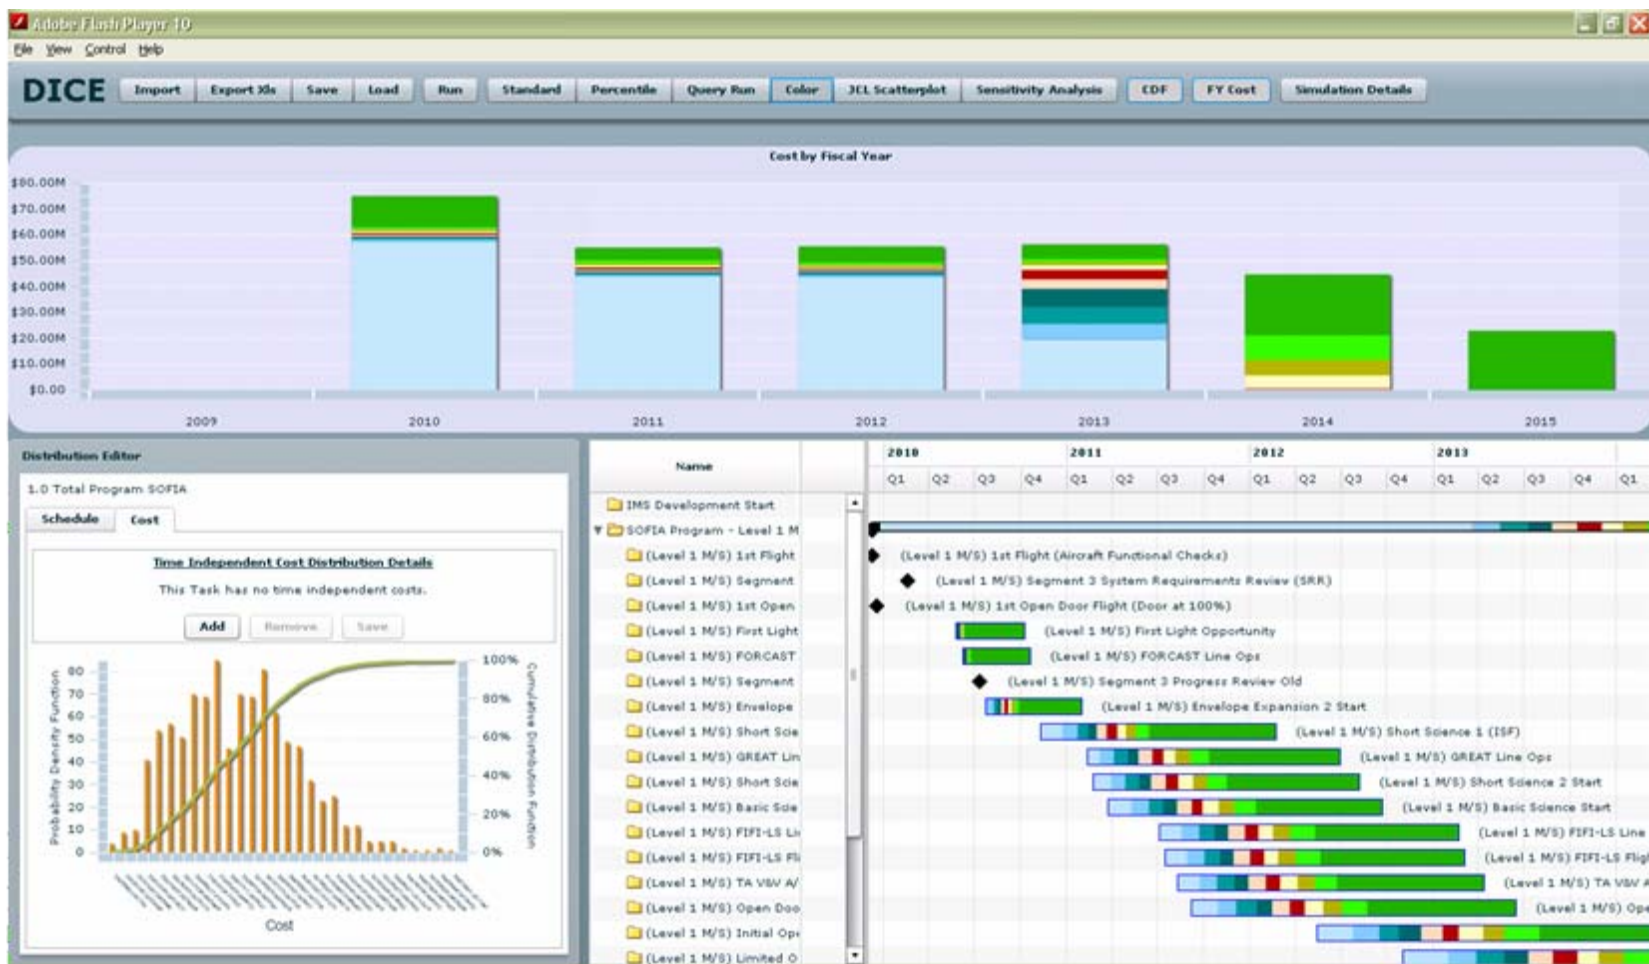 Adobe Flash Player 10
File View Control Help
DICE Import Export Xls Save Load Run Standard Percentile Query Run Color JCL Scatterplot Sensitivity Analysis CDF FY Cost Simulation Details
Cost by Fiscal Year
$80.00M
$70.00M
$60.00M
$50.00M
$40.00M
$30.00M
$20.00M
$10.00M
$0.00
2009 2010 2011 2012 2013 2014 2015
Distribution Editor
1.0 Total Program SOFIA
Schedule Cost
Time Independent Cost Distribution Details
This Task has no time independent costs.
Add Remove Save
Probability Density Function
80
70
60
50
40
30
20
10
0
100%
80%
60%
40%
20%
0%
Cumulative Distribution Function
Cost
Name
2010 2011 2012 2013
Q1 Q2 Q3 Q4 Q1 Q2 Q3 Q4 Q1 Q2 Q3 Q4 Q1 Q2 Q3 Q4 Q1
IMS Development Start
SOFIA Program - Level 1 M
(Level 1 M/S) 1st Flight (Level 1 M/S) 1st Flight (Aircraft Functional Checks)
(Level 1 M/S) Segment (Level 1 M/S) Segment 3 System Requirements Review (SRR)
(Level 1 M/S) 1st Open (Level 1 M/S) 1st Open Door Flight (Door at 100%)
(Level 1 M/S) First Light (Level 1 M/S) First Light Opportunity
(Level 1 M/S) FORCAST (Level 1 M/S) FORCAST Line Ops
(Level 1 M/S) Segment (Level 1 M/S) Segment 3 Progress Review Old
(Level 1 M/S) Envelope (Level 1 M/S) Envelope Expansion 2 Start
(Level 1 M/S) Short Scie (Level 1 M/S) Short Science 1 (ISF)
(Level 1 M/S) GREAT Lin (Level 1 M/S) GREAT Line Ops
(Level 1 M/S) Short Scie (Level 1 M/S) Short Science 2 Start
(Level 1 M/S) Basic Scie (Level 1 M/S) Basic Science Start
(Level 1 M/S) FIFI-LS Li (Level 1 M/S) FIFI-LS Line
(Level 1 M/S) FIFI-LS Fli (Level 1 M/S) FIFI-LS Flig
(Level 1 M/S) TA V&V A/ (Level 1 M/S) TA V&V A
(Level 1 M/S) Open Doo (Level 1 M/S) Ope
(Level 1 M/S) Initial Ope
(Level 1 M/S) Limited O